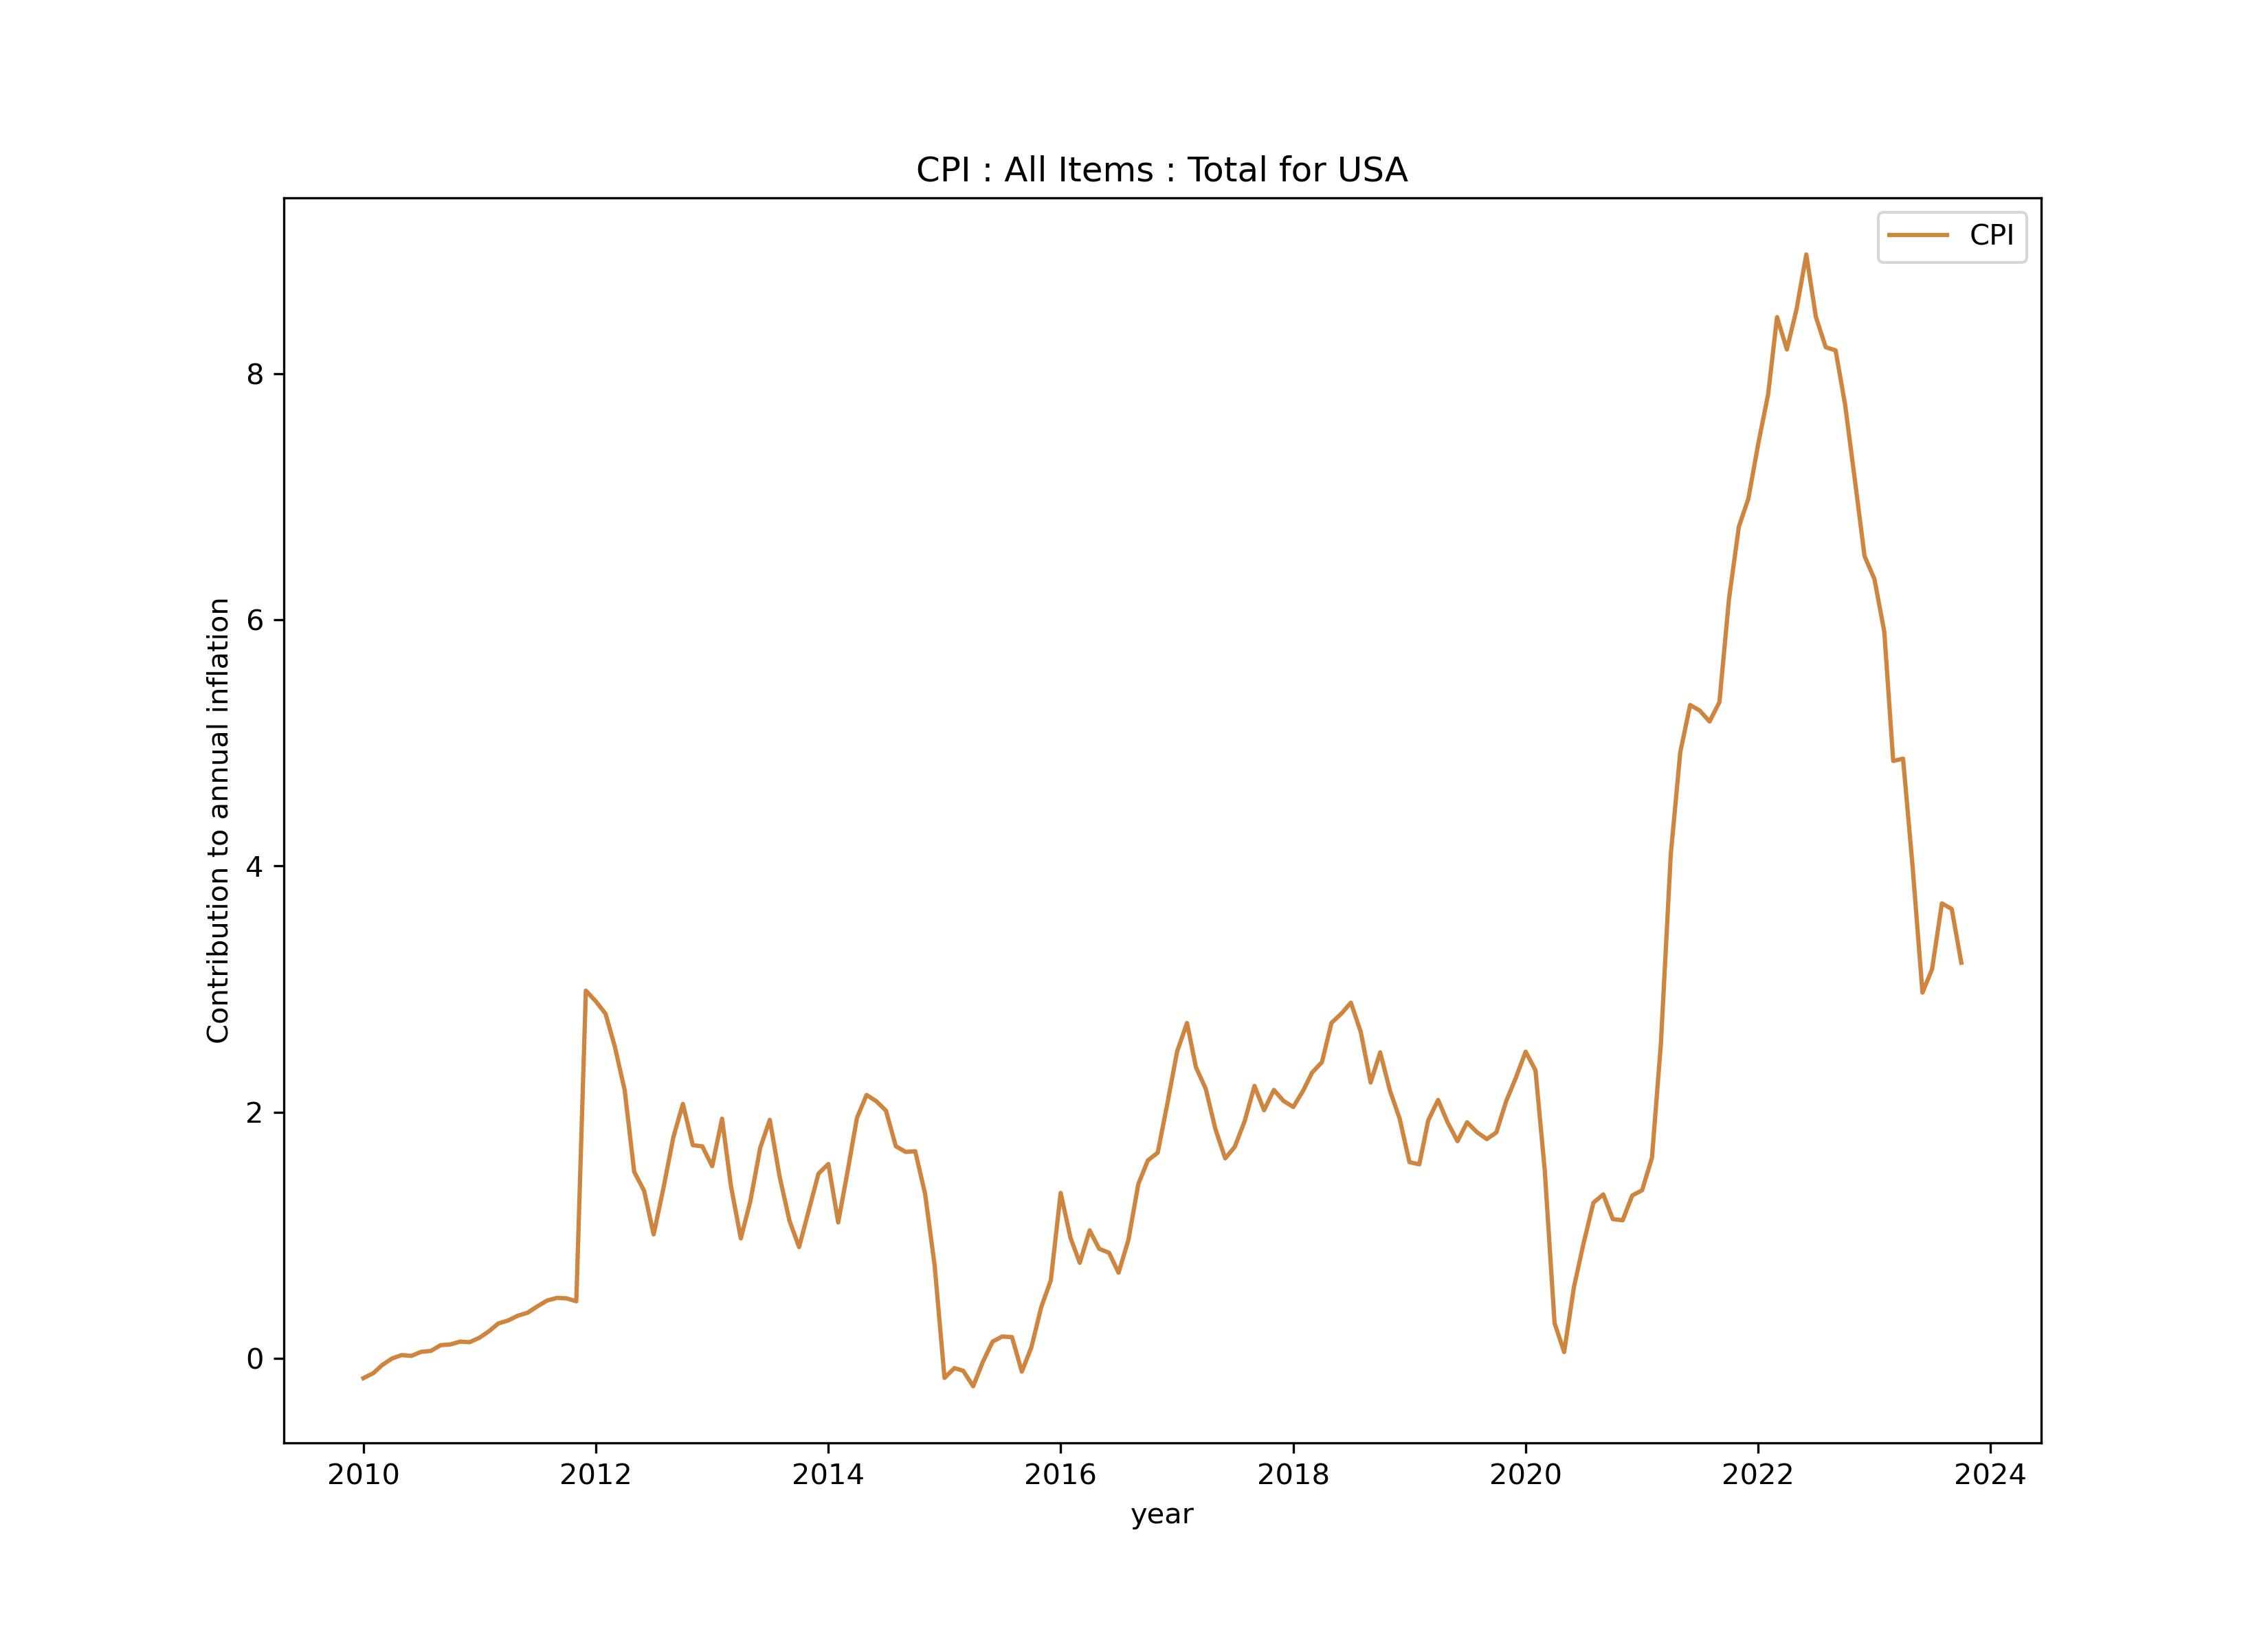 CPI : All Items : Total for USA
CPI
Contribution to annual inflation
8
6
4
2
0
2010 2012 2014 2016 2018 2020 2022 2024
year